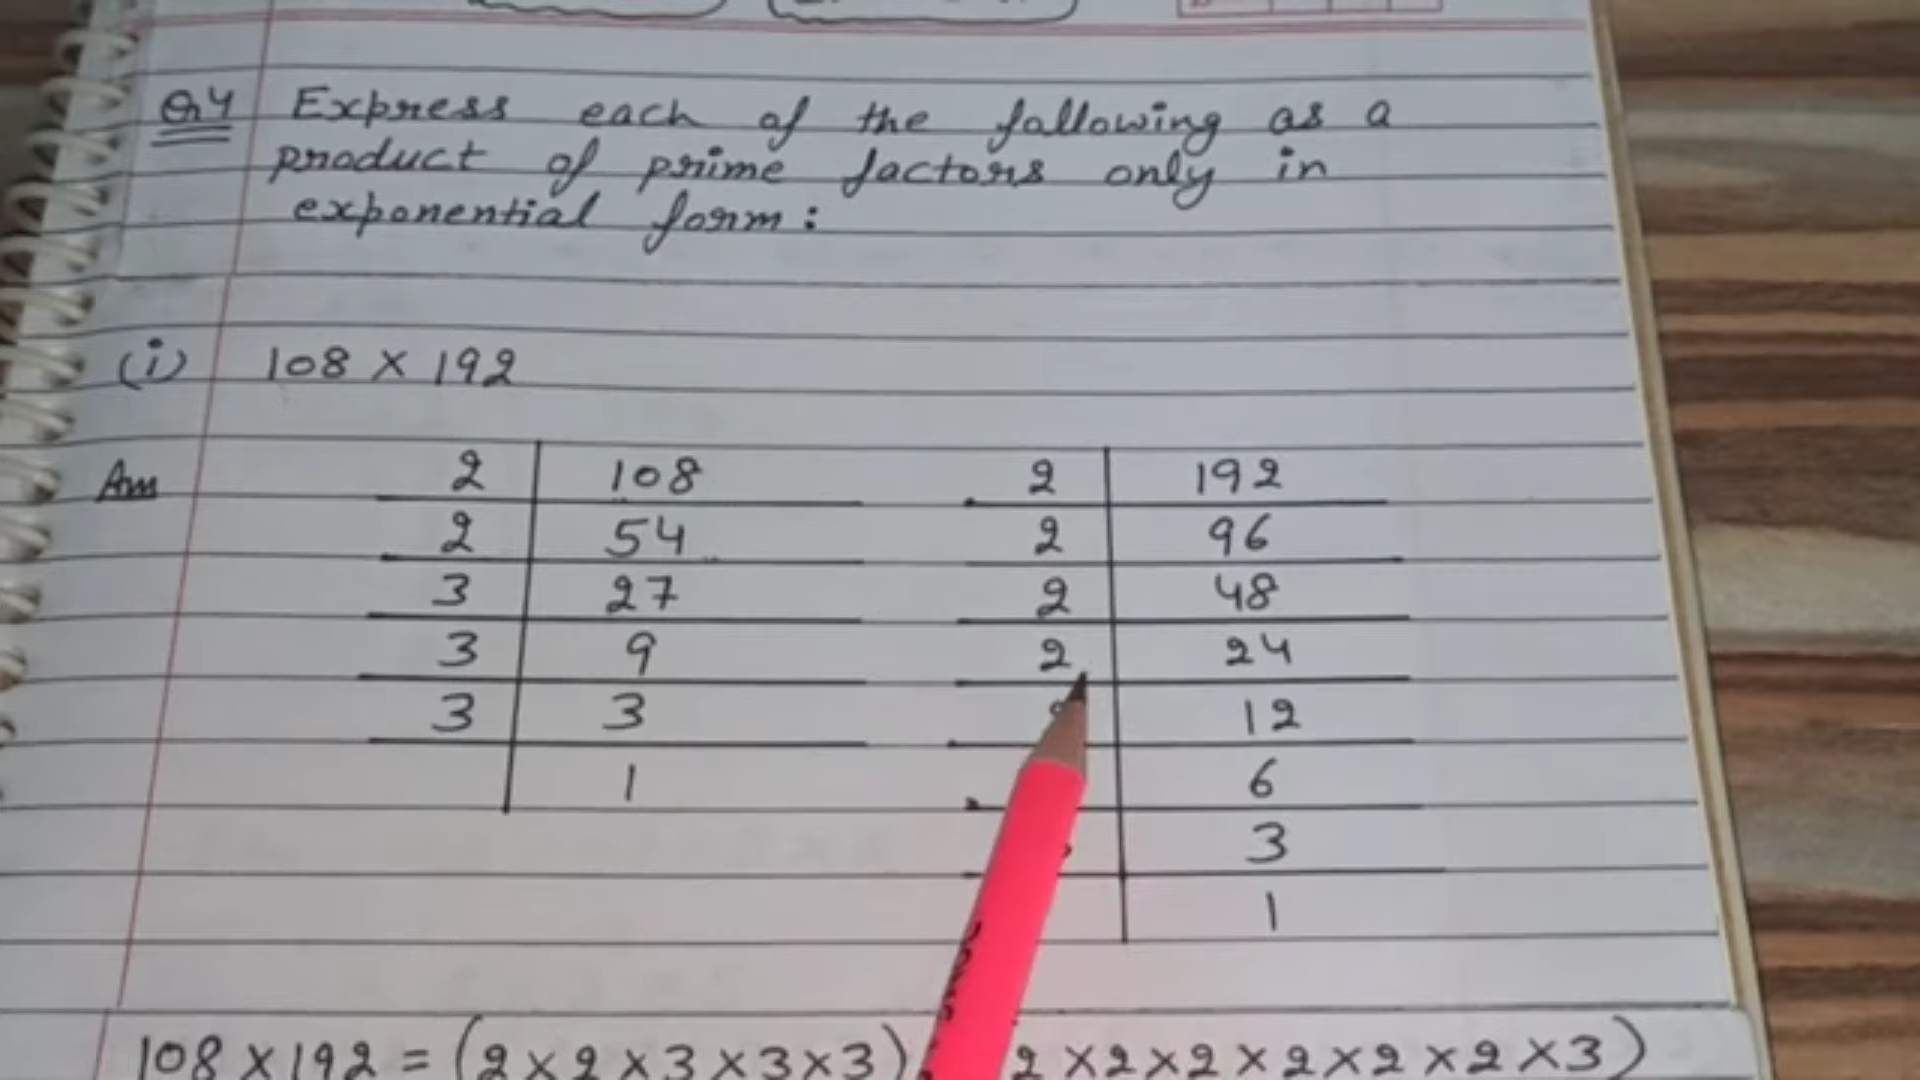 Qn 4 Express each of the following as a
product of prime factors only in
exponential form:
(i) 108 × 192
Ans
2 108
2 54
3 27
3 9
3 3
1
2 192
2 96
2 48
2 24
12
6
3
1
108 × 192 = (2 × 2 × 3 × 3 × 3) 2 × 2 × 2 × 2 × 2 × 2 × 3)